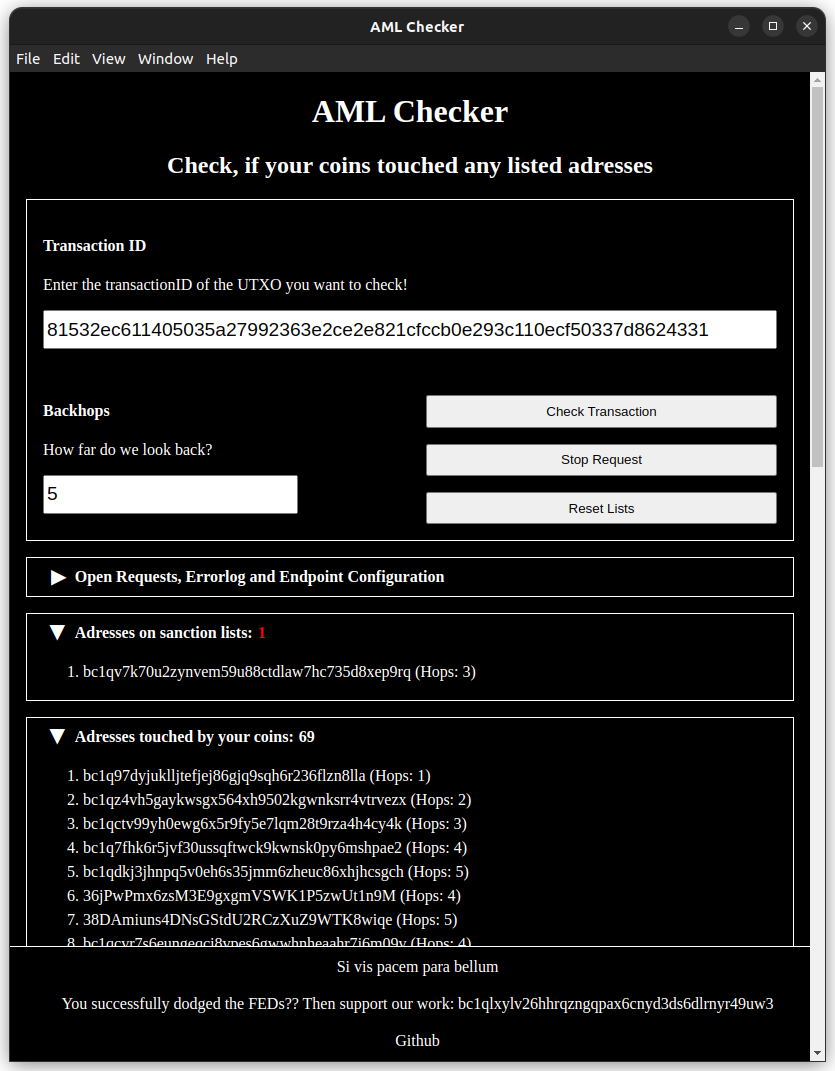 AML Checker
File Edit View Window Help
AML Checker
Check, if your coins touched any listed adresses
Transaction ID
Enter the transactionID of the UTXO you want to check!
81532ec611405035a27992363e2ce2e821cfccb0e293c110ecf50337d8624331
Backhops
How far do we look back?
5
Check Transaction
Stop Request
Reset Lists
Open Requests, Errorlog and Endpoint Configuration
Adresses on sanction lists: 1
1. bc1qv7k70u2zynvem59u88ctdlaw7hc735d8xep9rq (Hops: 3)
Adresses touched by your coins: 69
1. bc1q97dyjuklljtefjej86gjq9sqh6r236flzn8lla (Hops: 1)
2. bc1qz4vh5gaykwsgx564xh9502kgwnksrr4vtrvezx (Hops: 2)
3. bc1qctv99yh0ewg6x5r9fy5e7lqm28t9rza4h4cy4k (Hops: 3)
4. bc1q7fhk6r5jvf30ussqftwck9kwnsk0py6mshpae2 (Hops: 4)
5. bc1qdkj3jhnpq5v0eh6s35jmm6zheuc86xhjhcsgch (Hops: 5)
6. 36jPwPmx6zsM3E9gxgmVSWK1P5zwUt1n9M (Hops: 4)
7. 38DAmiuns4DNsGStdU2RCzXuZ9WTK8wiqe (Hops: 5)
8. (Hops: 4)
Si vis pacem para bellum
You successfully dodged the FEDs?? Then support our work: bc1qlxylv26hhrqzngqpax6cnyd3ds6dlrnyr49uw3
Github